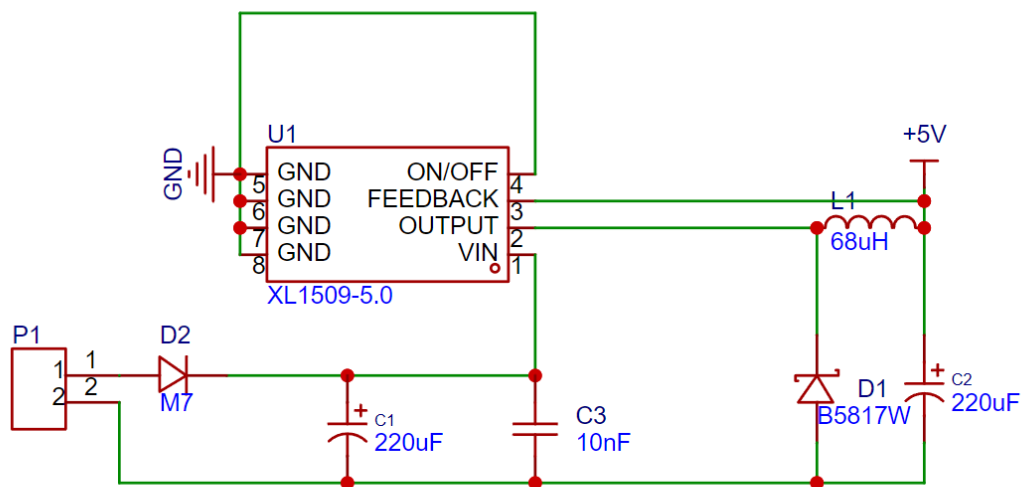 +5V
U1
GND
GND ON/OFF
5 4
GND FEEDBACK
6 3
L1
GND OUTPUT
7 2
68uH
GND VIN
8 1
XL1509-5.0
P1
D2
1 1
2 2
M7
C1
220uF
C3
10nF
D1
B5817W
C2
220uF